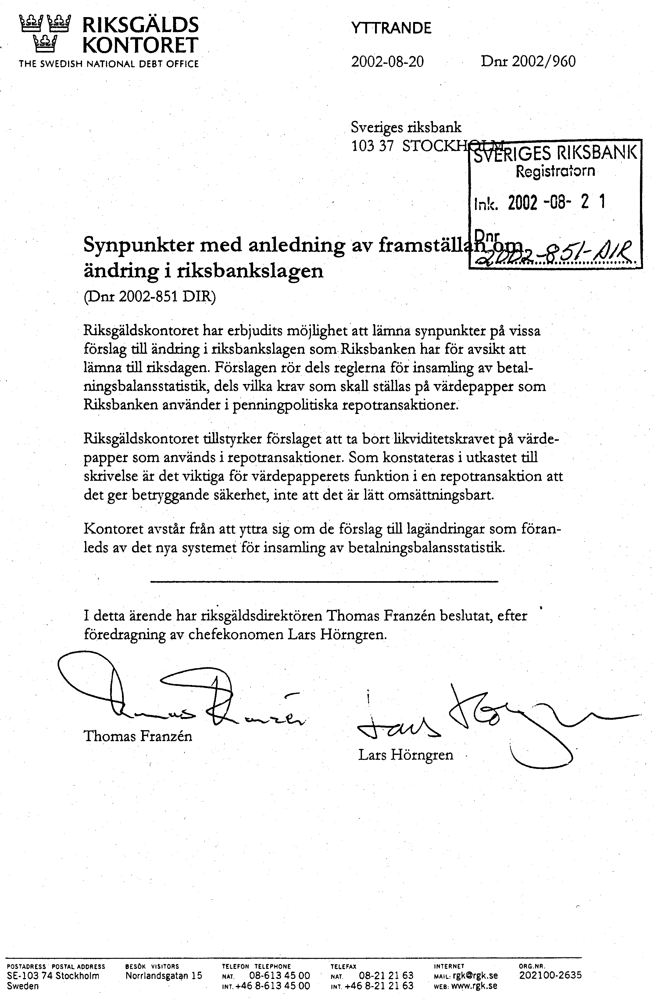 RIKSGÄLDS
KONTORET
THE SWEDISH NATIONAL DEBT OFFICE
YTTRANDE
2002-08-20 Dnr 2002/960
Sveriges riksbank
103 37 STOCKHOLM
SVERIGES RIKSBANK
Registratorn
Ink. 2002 -08- 2 1
Dnr
2002-851-DIR
Synpunkter med anledning av framställan om
ändring i riksbankslagen
(Dnr 2002-851 DIR)
Riksgäldskontoret har erbjudits möjlighet att lämna synpunkter på vissa
förslag till ändring i riksbankslagen som Riksbanken har för avsikt att
lämna till riksdagen. Förslagen rör dels reglerna för insamling av betal-
ningsbalansstatistik, dels vilka krav som skall ställas på värdepapper som
Riksbanken använder i penningpolitiska repotransaktioner.
Riksgäldskontoret tillstyrker förslaget att ta bort likviditetskravet på värde-
papper som används i repotransaktioner. Som konstateras i utkastet till
skrivelse är det viktiga för värdepapperets funktion i en repotransaktion att
det ger betryggande säkerhet, inte att det är lätt omsättningsbart.
Kontoret avstår från att yttra sig om de förslag till lagändringar som föran-
leds av det nya systemet för insamling av betalningsbalansstatistik.
I detta ärende har riksgäldsdirektören Thomas Franzén beslutat, efter
föredragning av chefekonomen Lars Hörngren.
Thomas Franzén
Thomas Franzén
Lars Hörngren
Lars Hörngren
POSTADRESS POSTAL ADDRESS BESÖK VISITORS TELEFON TELEPHONE TELEFAX INTERNET ORG.NR.
SE-103 74 Stockholm Norrlandsgatan 15 NAT. 08-613 45 00 NAT. 08-21 21 63 MAIL: rgk@rgk.se 202100-2635
Sweden INT. +46 8-613 45 00 INT. +46 8-21 21 63 WEB: www.rgk.se